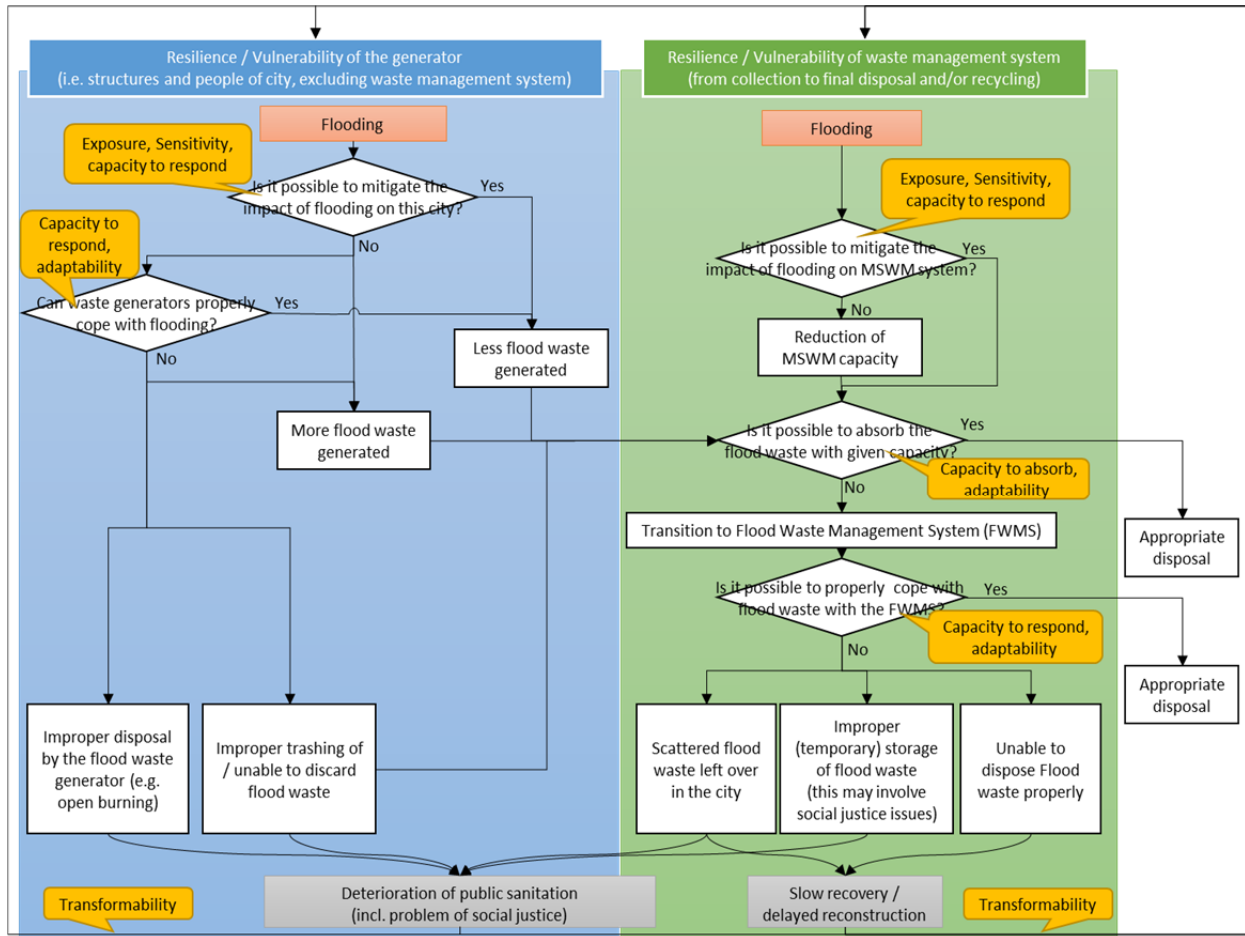 Resilience / Vulnerability of the generator
(i.e. structures and people of city, excluding waste management system)
Flooding
Exposure, Sensitivity,
capacity to respond
Is it possible to mitigate the
impact of flooding on this city?
Yes
No
Capacity to
respond,
adaptability
Can waste generators properly
cope with flooding?
Yes
No
Less flood waste
generated
More flood waste
generated
Improper disposal
by the flood waste
generator (e.g.
open burning)
Improper trashing of
/ unable to discard
flood waste
Resilience / Vulnerability of waste management system
(from collection to final disposal and/or recycling)
Flooding
Exposure, Sensitivity,
capacity to respond
Is it possible to mitigate the
impact of flooding on MSWM system?
Yes
No
Reduction of
MSWM capacity
Is it possible to absorb the
flood waste with given capacity?
Yes
Capacity to absorb,
adaptability
No
Transition to Flood Waste Management System (FWMS)
Appropriate
disposal
Is it possible to properly  cope with
flood waste with the FWMS?
Yes
Capacity to respond,
adaptability
No
Appropriate
disposal
Scattered flood
waste left over
in the city
Improper
(temporary) storage
of flood waste
(this may involve
social justice issues)
Unable to
dispose Flood
waste properly
Transformability
Deterioration of public sanitation
(incl. problem of social justice)
Slow recovery /
delayed reconstruction
Transformability